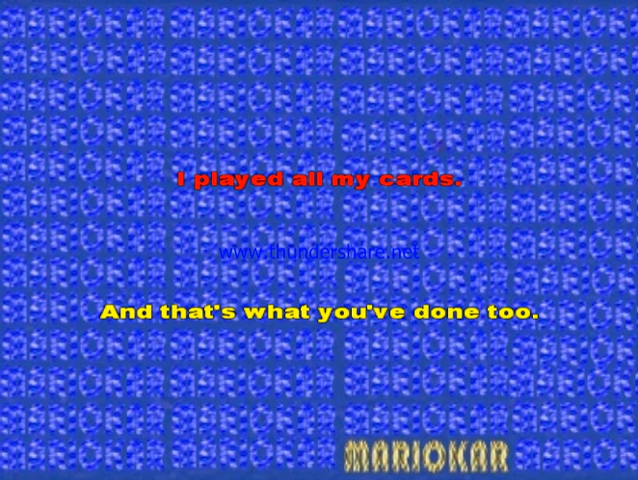 I played all my cards.
www.thundershare.net
And that's what you've done too.
MARIOKAR